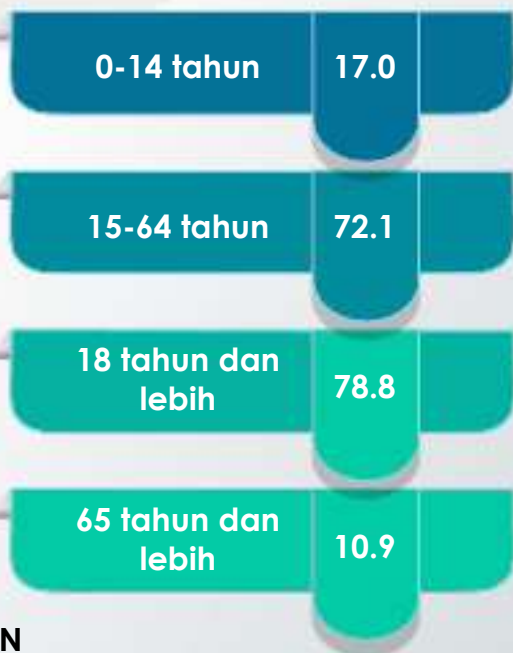 0-14 tahun 17.0
15-64 tahun 72.1
18 tahun dan
lebih 78.8
65 tahun dan
lebih 10.9
N